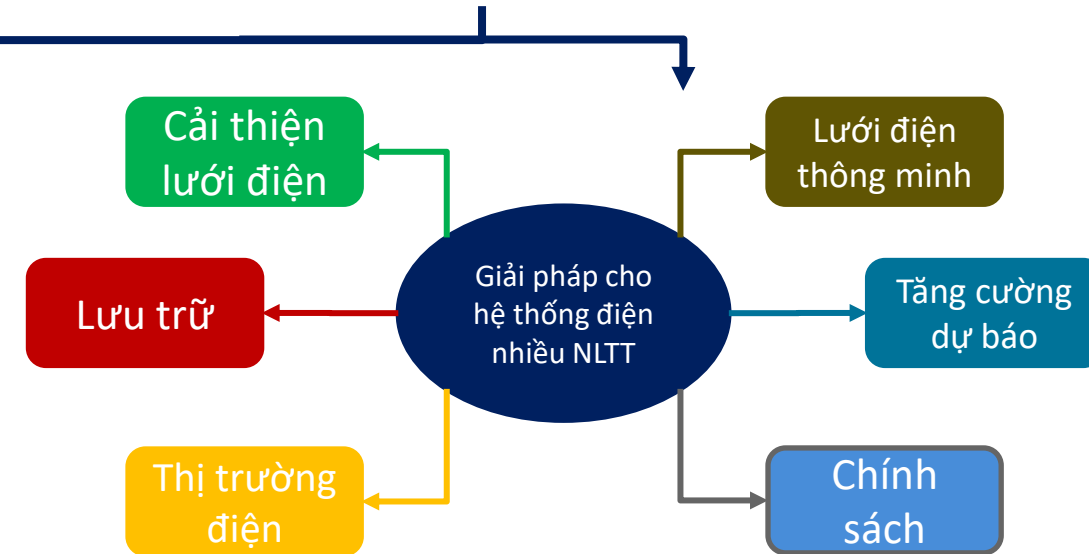 Cải thiện
lưới điện
Lưới điện
thông minh
Giải pháp cho
hệ thống điện
nhiều NLTT
Lưu trữ
Tăng cường
dự báo
Thị trường
điện
Chính
sách